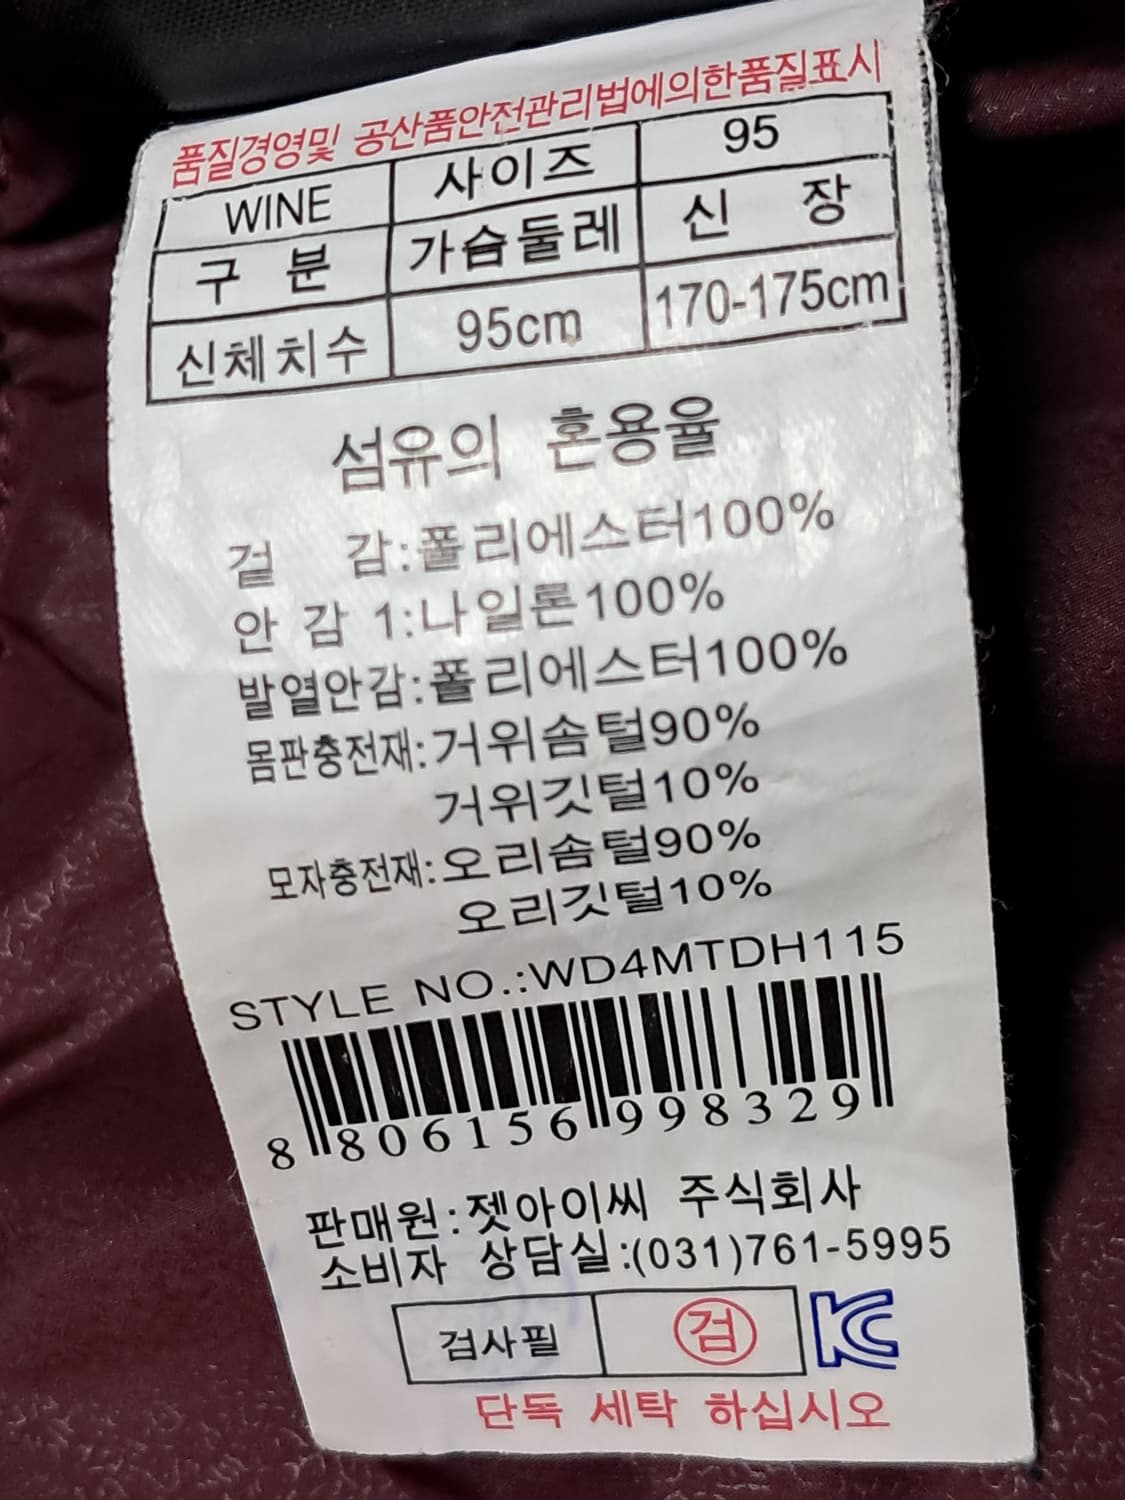 품질경영및 공산품안전관리법에의한품질표시
WINE 사이즈 95
구 분 가슴둘레 신 장
신체치수 95cm 170-175cm
섬유의 혼용율
걸 감:폴리에스터100%
안 감 1:나일론100%
발열안감:폴리에스터100%
몸판충전재:거위솜털90%
거위깃털10%
모자충전재:오리솜털90%
오리깃털10%
STYLE NO.:WD4MTDH115
8 806156 998329
판매원:젯아이씨 주식회사
소비자 상담실:(031)761-5995
검사필 검 KC
단독 세탁 하십시오